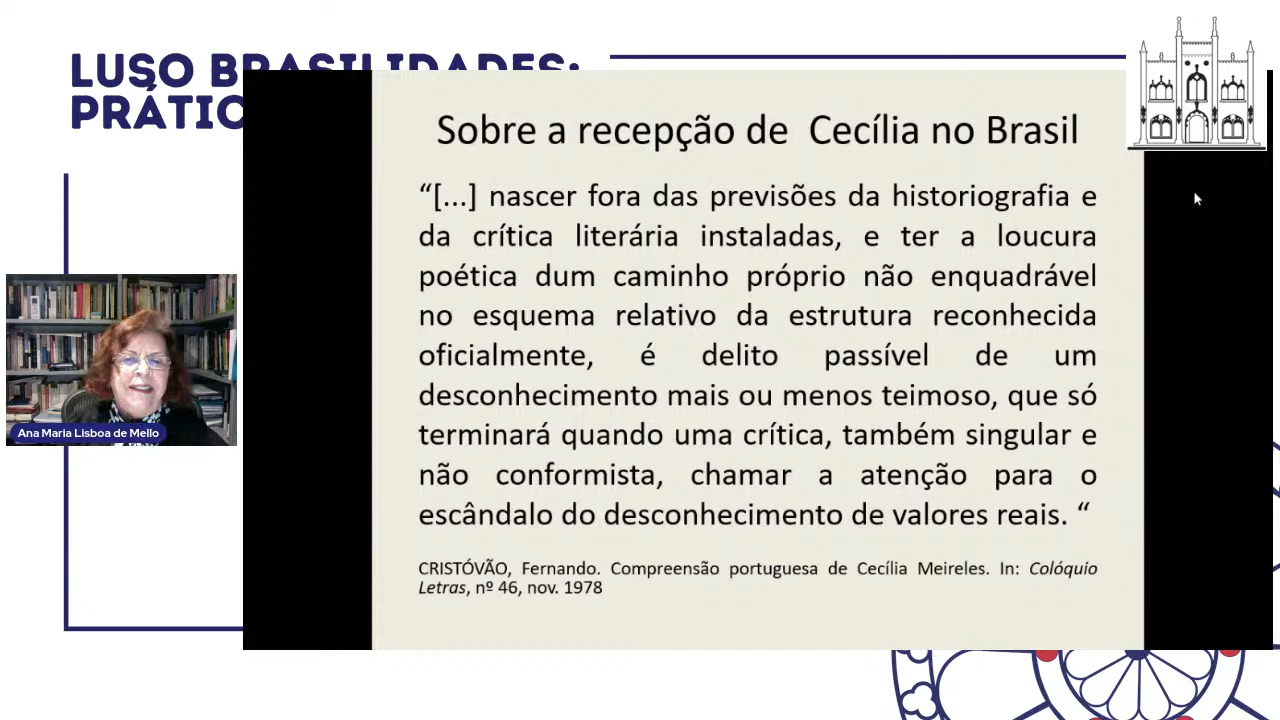 LUSO BRASILIDADES:
PRÁTIC
Sobre a recepção de Cecília no Brasil
“[...] nascer fora das previsões da historiografia e
da crítica literária instaladas, e ter a loucura
poética dum caminho próprio não enquadrável
no esquema relativo da estrutura reconhecida
oficialmente, é delito passível de um
desconhecimento mais ou menos teimoso, que só
terminará quando uma crítica, também singular e
não conformista, chamar a atenção para o
escândalo do desconhecimento de valores reais. “
CRISTÓVÃO, Fernando. Compreensão portuguesa de Cecília Meireles. In: Colóquio
Letras, nº 46, nov. 1978
Ana Maria Lisboa de Mello